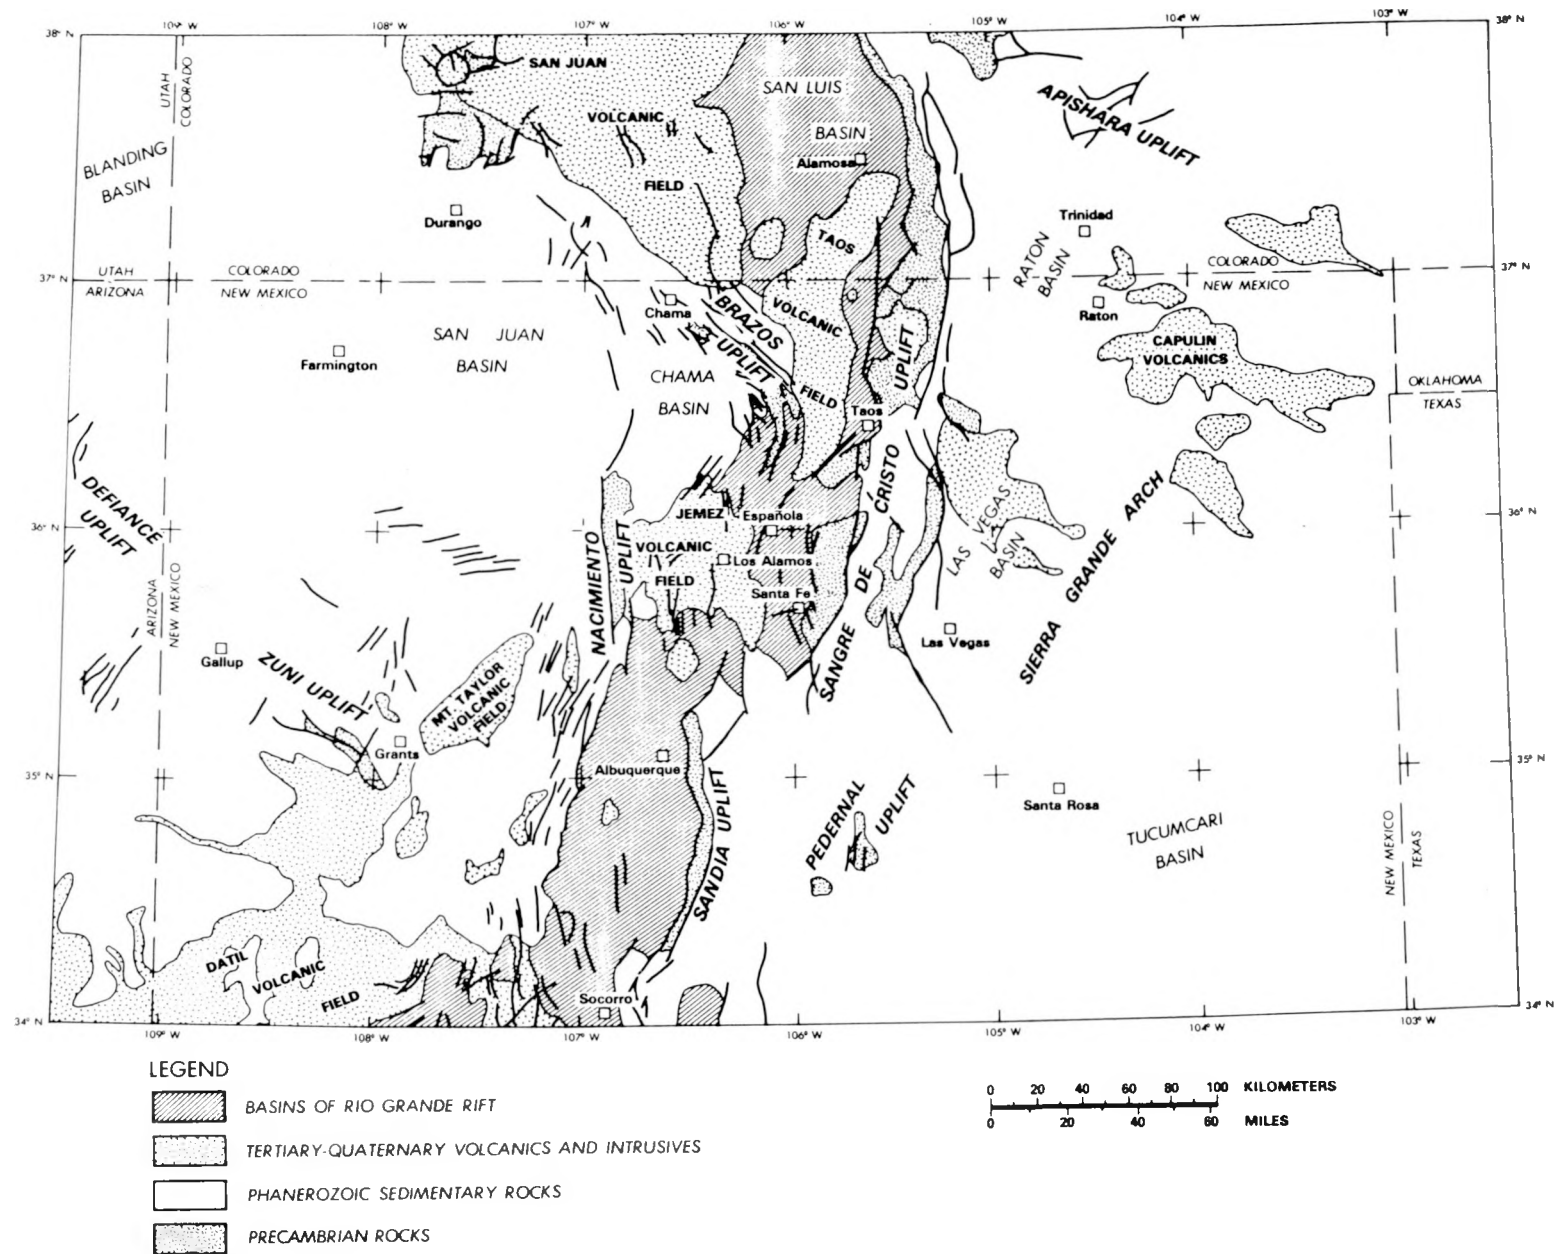 109° W 108° W 107° W 106° W 105° W 104° W 103° W
38° N 38° N
UTAH
COLORADO
SAN JUAN
VOLCANIC
FIELD
SAN LUIS
BASIN
Alamosa
APISHARA UPLIFT
BLANDING
BASIN
Durango
TAOS
VOLCANIC
FIELD
Trinidad
RATON
BASIN
UTAH
ARIZONA
COLORADO
NEW MEXICO
COLORADO
NEW MEXICO
37° N
37° N
Chama
BRAZOS
UPLIFT
Raton
CAPULIN
VOLCANICS
SAN JUAN
BASIN
Farmington
CHAMA
BASIN
UPLIFT
Taos
OKLAHOMA
TEXAS
DEFIANCE
UPLIFT
SANGRE DE CRISTO
LAS VEGAS
BASIN
SIERRA GRANDE ARCH
36° N
36° N
JEMEZ
VOLCANIC
FIELD
Española
Los Alamos
Santa Fe
NACIMIENTO
UPLIFT
ARIZONA
NEW MEXICO
Gallup
ZUNI UPLIFT
Las Vegas
MT. TAYLOR
VOLCANIC
FIELD
Grants
Albuquerque
35° N
35° N
SANDIA UPLIFT
PEDERNAL
UPLIFT
Santa Rosa
TUCUMCARI
BASIN
NEW MEXICO
TEXAS
DATIL
VOLCANIC
FIELD
Socorro
34° N
34° N
109° W 108° W 107° W 106° W 105° W 104° W 103° W
LEGEND
BASINS OF RIO GRANDE RIFT
TERTIARY-QUATERNARY VOLCANICS AND INTRUSIVES
PHANEROZOIC SEDIMENTARY ROCKS
PRECAMBRIAN ROCKS
0 20 40 60 80 100 KILOMETERS
0 20 40 60 MILES